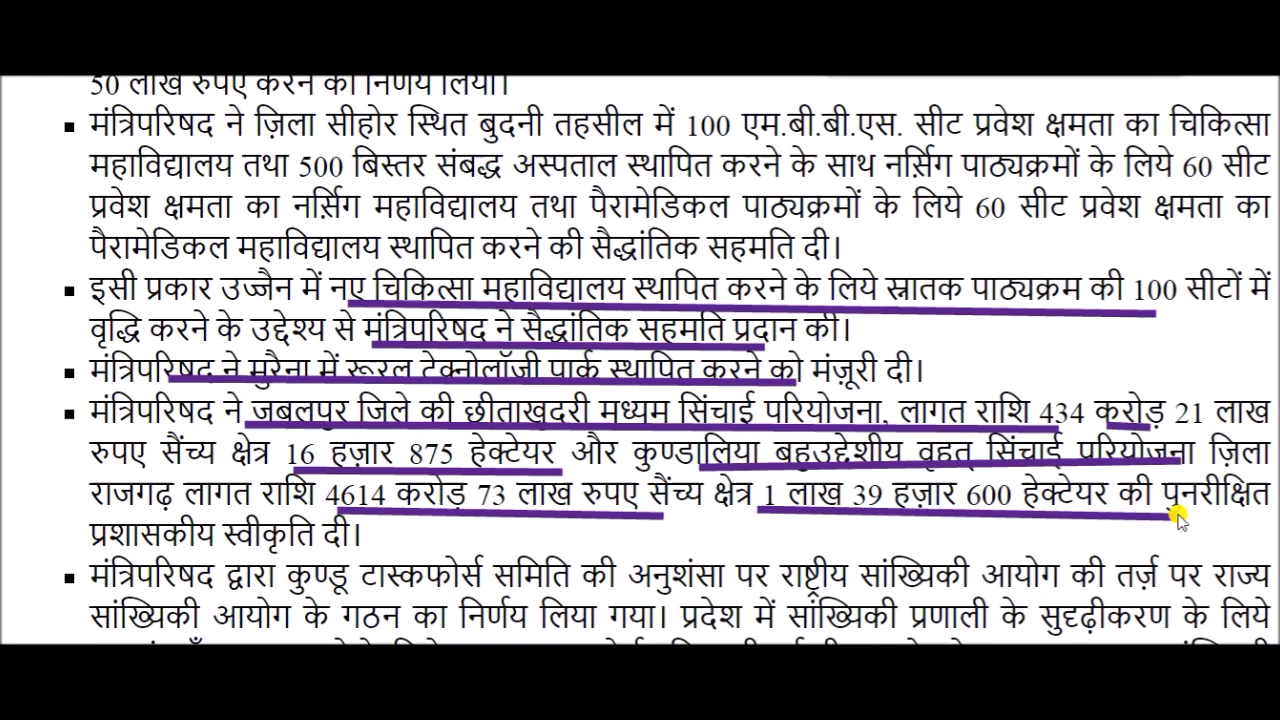 50 लाख रुपए करने का निर्णय लिया।
मंत्रिपरिषद ने ज़िला सीहोर स्थित बुदनी तहसील में 100 एम.बी.बी.एस. सीट प्रवेश क्षमता का चिकित्सा
महाविद्यालय तथा 500 बिस्तर संबद्ध अस्पताल स्थापित करने के साथ नर्सिंग पाठ्यक्रमों के लिये 60 सीट
प्रवेश क्षमता का नर्सिंग महाविद्यालय तथा पैरामेडिकल पाठ्यक्रमों के लिये 60 सीट प्रवेश क्षमता का
पैरामेडिकल महाविद्यालय स्थापित करने की सैद्धांतिक सहमति दी।
इसी प्रकार उज्जैन में नए चिकित्सा महाविद्यालय स्थापित करने के लिये स्नातक पाठ्यक्रम की 100 सीटों में
वृद्धि करने के उद्देश्य से मंत्रिपरिषद ने सैद्धांतिक सहमति प्रदान की।
मंत्रिपरिषद ने मुरैना में रूरल टेक्नोलॉजी पार्क स्थापित करने को मंज़ूरी दी।
मंत्रिपरिषद ने जबलपुर जिले की छीताखुदरी मध्यम सिंचाई परियोजना, लागत राशि 434 करोड़ 21 लाख
रुपए सैंच्य क्षेत्र 16 हज़ार 875 हेक्टेयर और कुण्डालिया बहुउद्देशीय वृहत् सिंचाई परियोजना ज़िला
राजगढ़ लागत राशि 4614 करोड़ 73 लाख रुपए सैंच्य क्षेत्र 1 लाख 39 हज़ार 600 हेक्टेयर की पुनरीक्षित
प्रशासकीय स्वीकृति दी।
मंत्रिपरिषद द्वारा कुण्डू टास्कफोर्स समिति की अनुशंसा पर राष्ट्रीय सांख्यिकी आयोग की तर्ज़ पर राज्य
सांख्यिकी आयोग के गठन का निर्णय लिया गया। प्रदेश में सांख्यिकी प्रणाली के सुदृढ़ीकरण के लिये